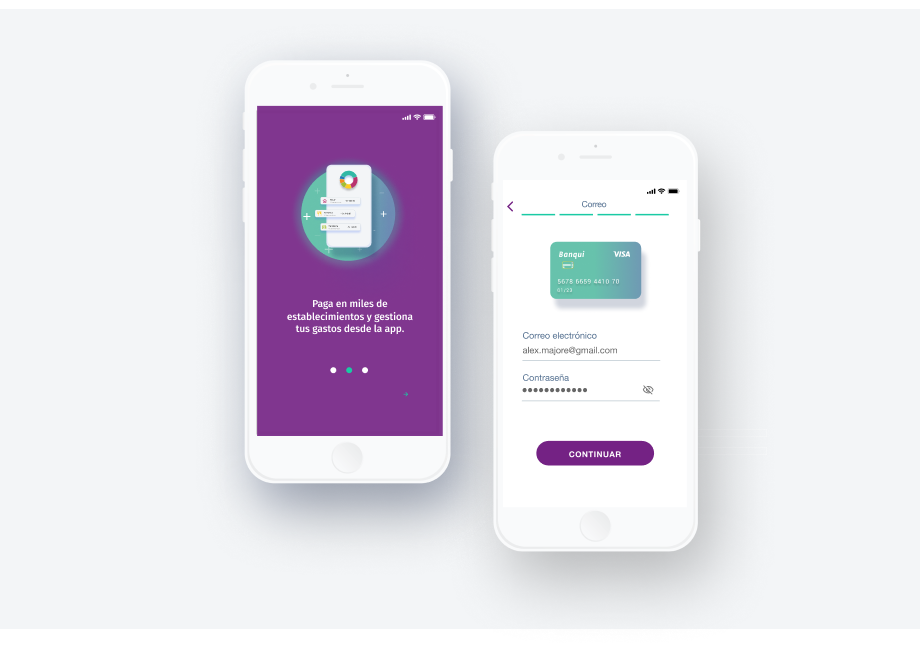 Paga en miles de
establecimientos y gestiona
tus gastos desde la app.
Correo
Banqui VISA
5678 6659 4410 70
01/20
Correo electrónico
alex.majore@gmail.com
Contraseña
CONTINUAR